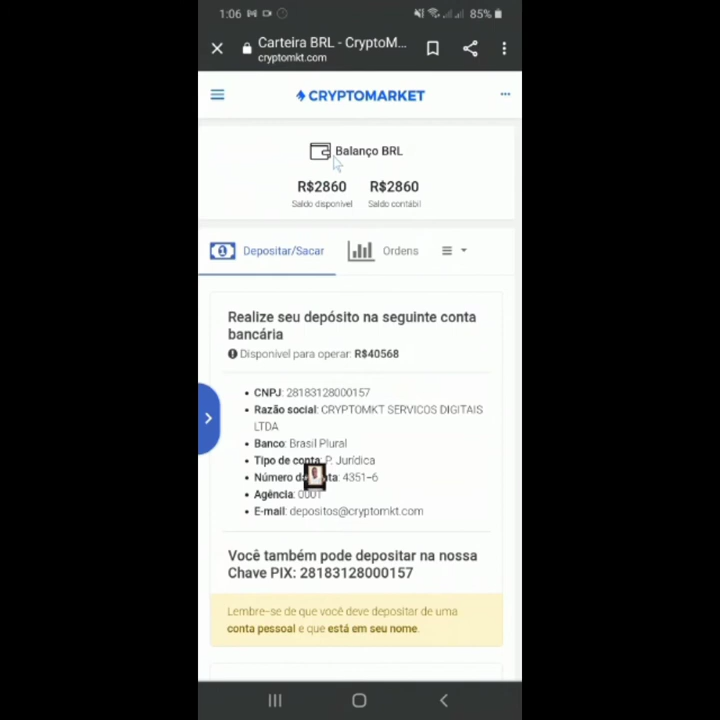 1:06
85%
Carteira BRL - CryptoM...
cryptomkt.com
CRYPTOMARKET
Balanço BRL
R$2860 R$2860
Saldo disponível Saldo contábil
Depositar/Sacar Ordens
Realize seu depósito na seguinte conta
bancária
Disponível para operar: R$40568
• CNPJ: 28183128000157
• Razão social: CRYPTOMKT SERVICOS DIGITAIS
LTDA
• Banco: Brasil Plural
• Tipo de conta: P. Jurídica
• Número da ta: 4351-6
• Agência: 0001
• E-mail: depositos@cryptomkt.com
Você também pode depositar na nossa
Chave PIX: 28183128000157
Lembre-se de que você deve depositar de uma
conta pessoal e que está em seu nome.